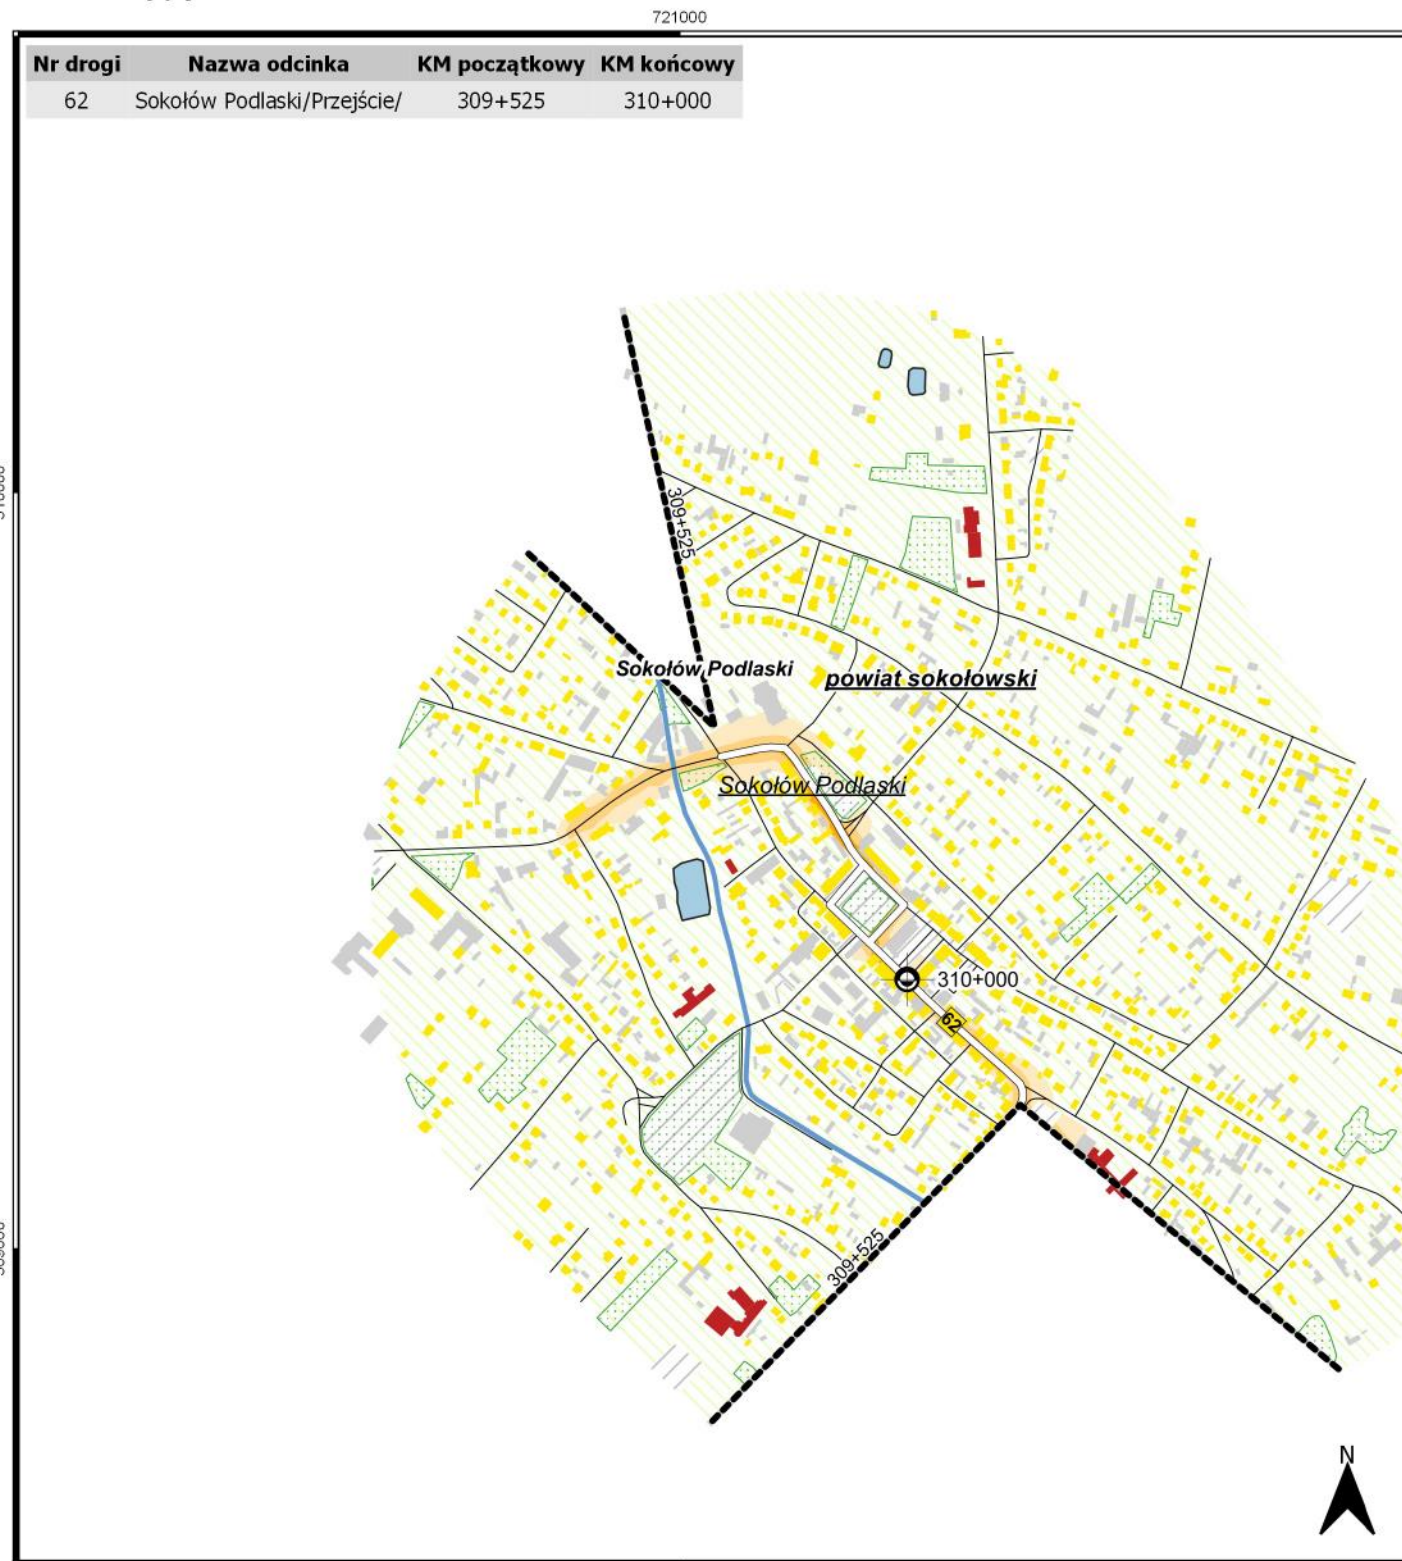 721000
Nr drogi Nazwa odcinka KM początkowy KM końcowy
62 Sokołów Podlaski/Przejście/ 309+525 310+000
309+525
Sokołów Podlaski
powiat sokołowski
Sokołów Podlaski
310+000
62
309+525
N